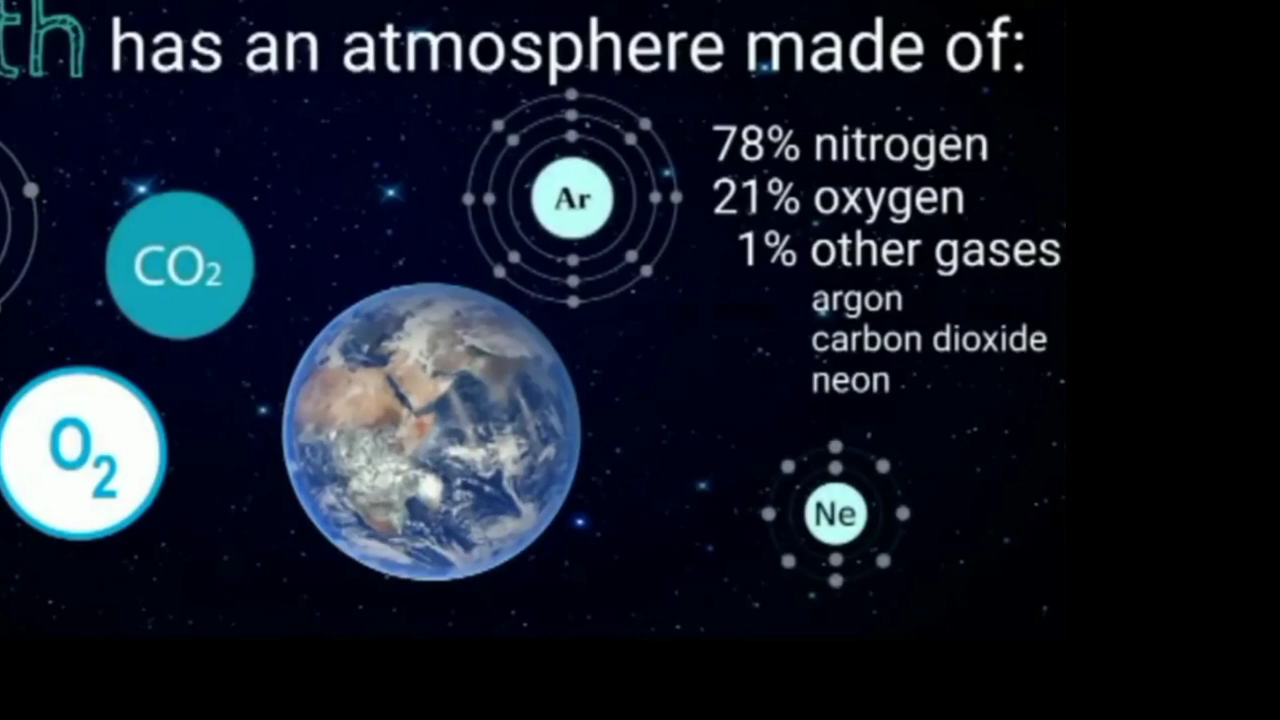 th has an atmosphere made of:
78% nitrogen
21% oxygen
1% other gases
argon
carbon dioxide
neon
Ar
CO₂
O₂
Ne